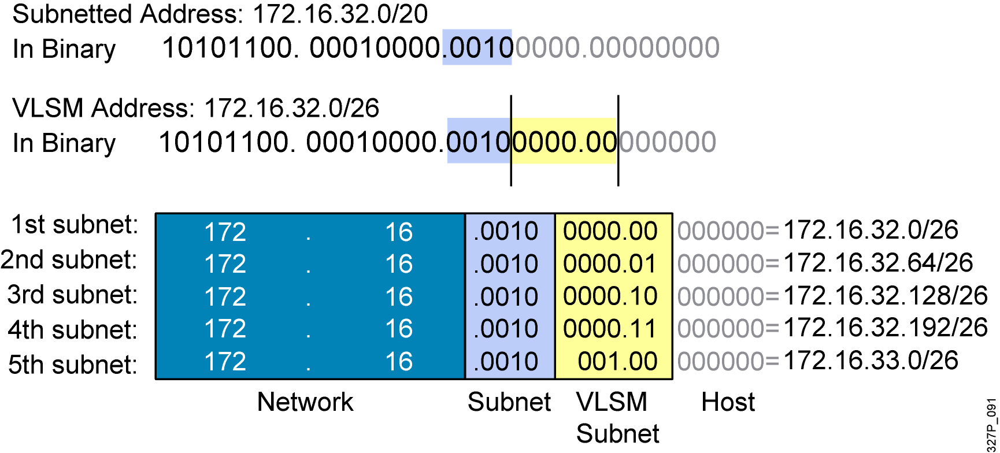 Subnetted Address: 172.16.32.0/20
In Binary 10101100. 00010000.00100000.00000000
VLSM Address: 172.16.32.0/26
In Binary 10101100. 00010000.00100000.00000000
1st subnet: 172 . 16 .0010 0000.00 000000= 172.16.32.0/26
2nd subnet: 172 . 16 .0010 0000.01 000000= 172.16.32.64/26
3rd subnet: 172 . 16 .0010 0000.10 000000= 172.16.32.128/26
4th subnet: 172 . 16 .0010 0000.11 000000= 172.16.32.192/26
5th subnet: 172 . 16 .0010 001.00 000000= 172.16.33.0/26
Network Subnet VLSM Host
Subnet
327P_091